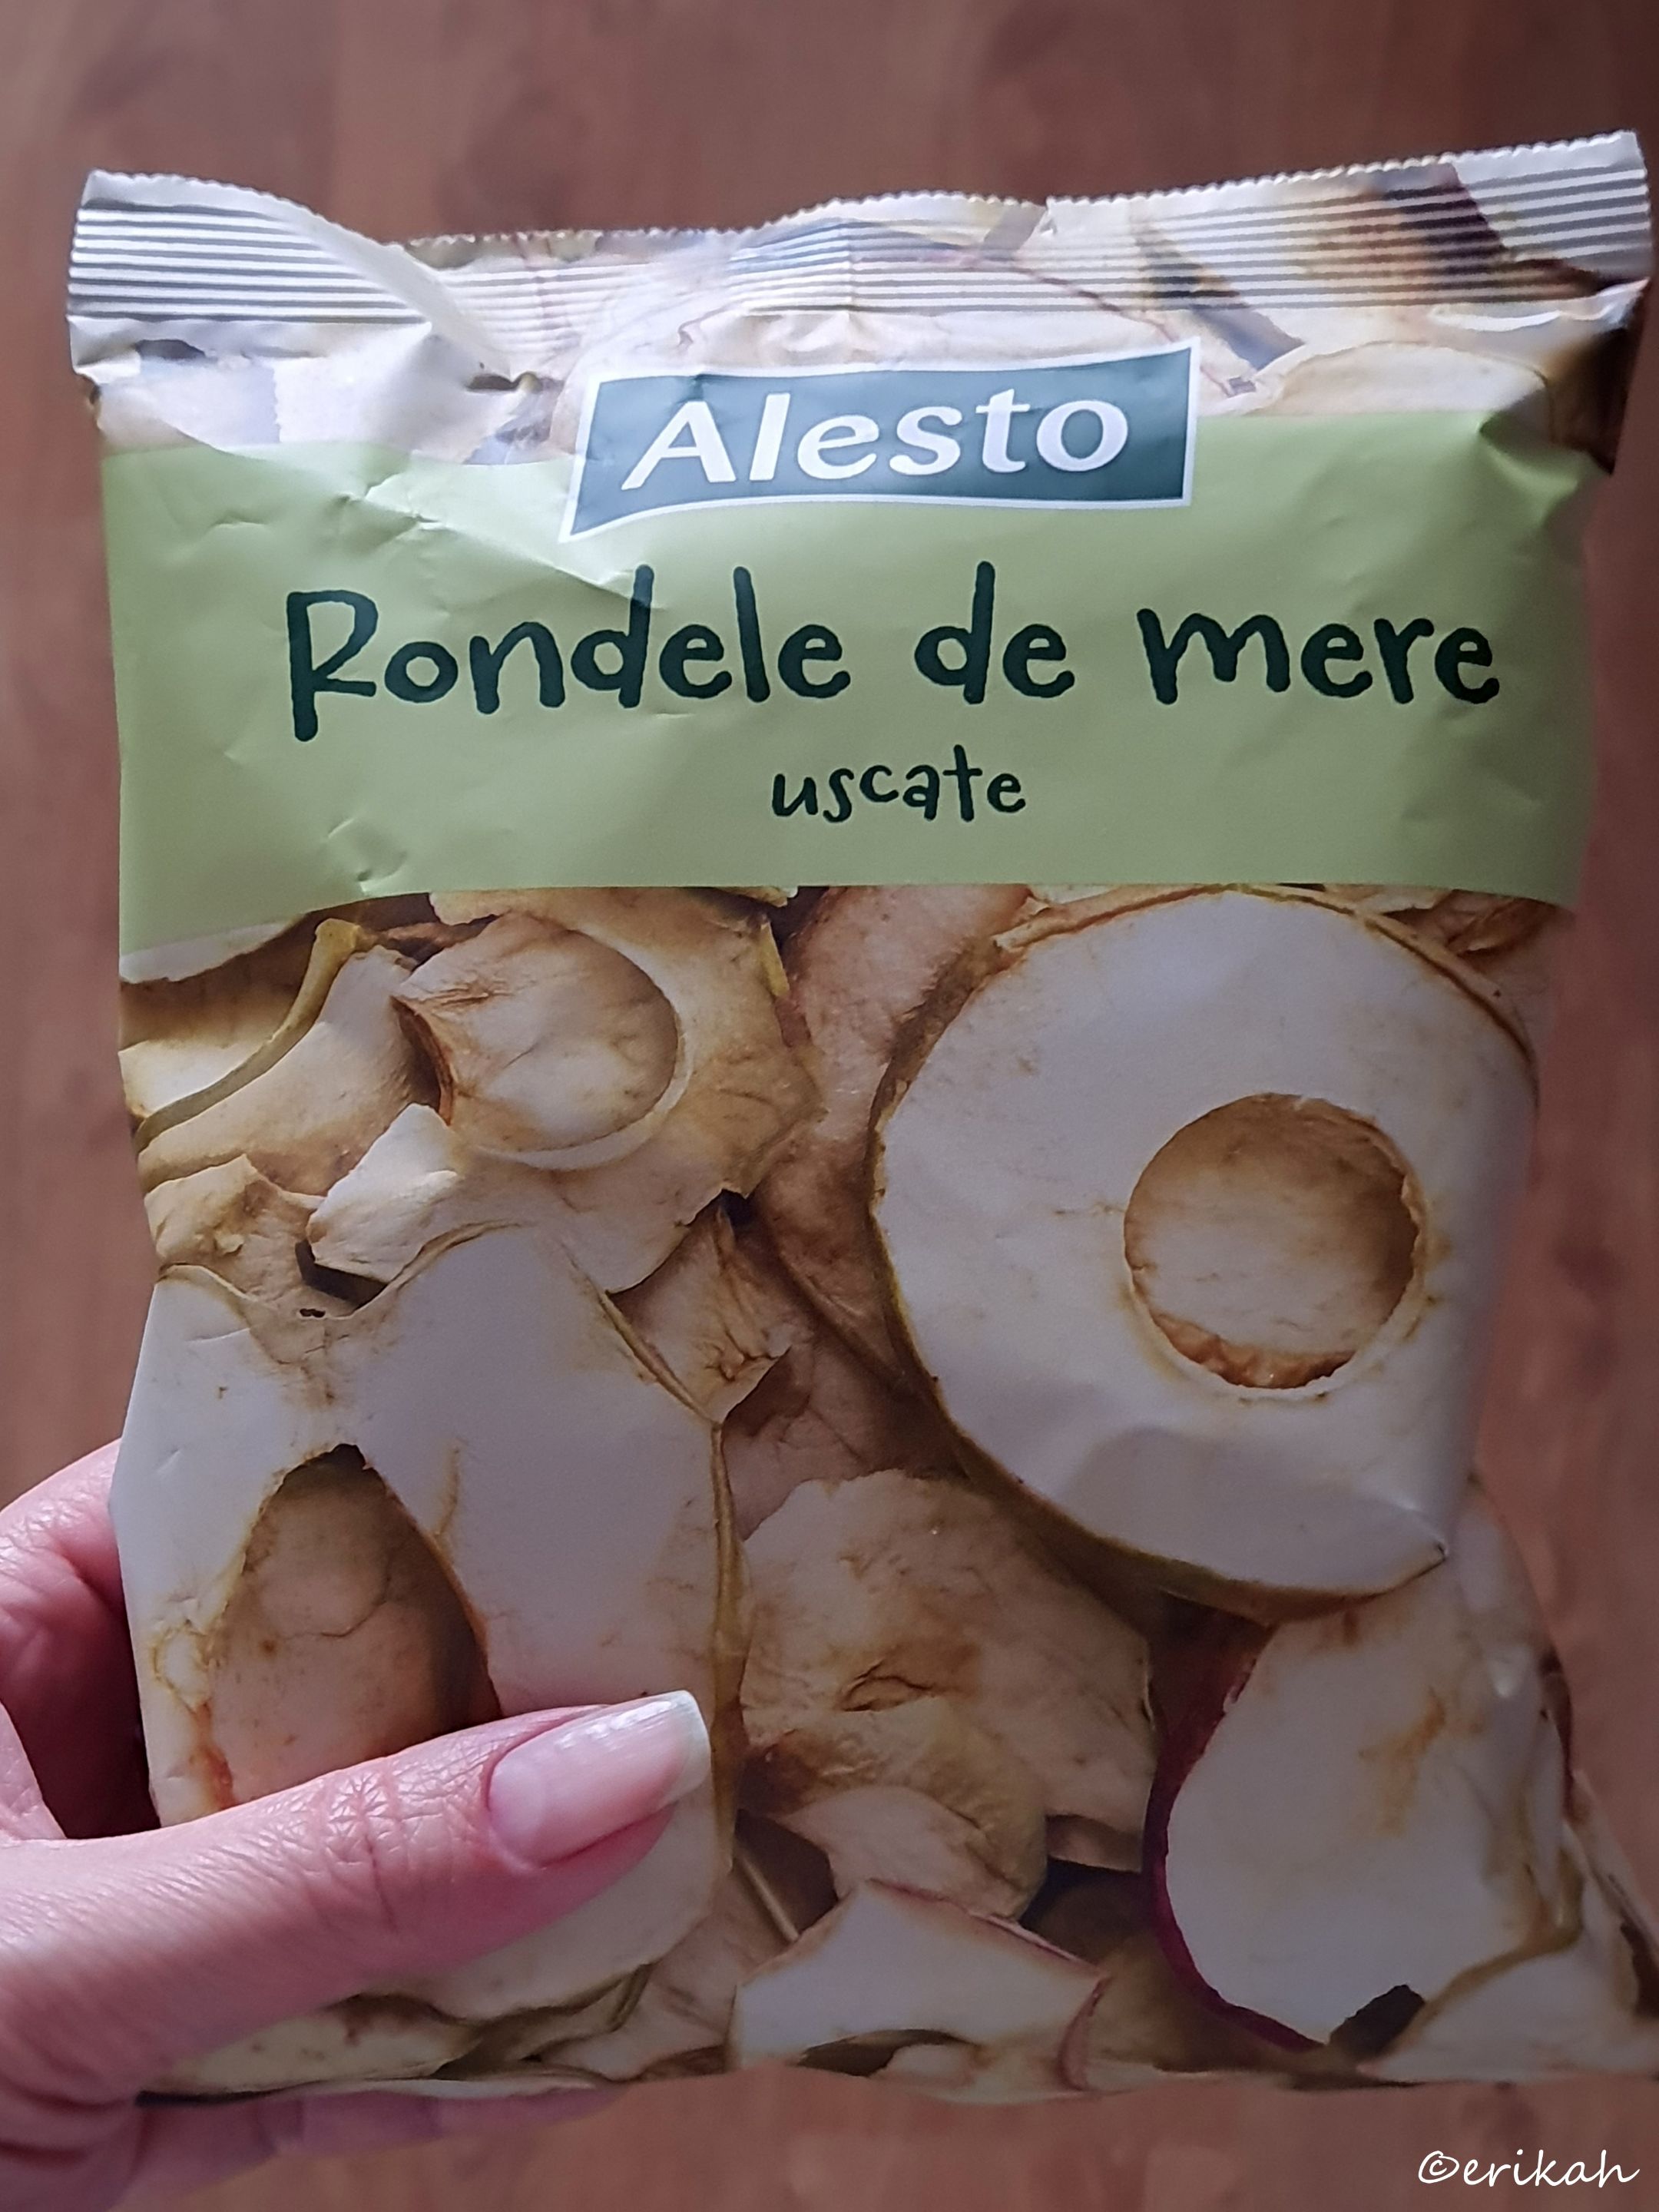 Alesto
Rondele de mere
uscate
©erikah